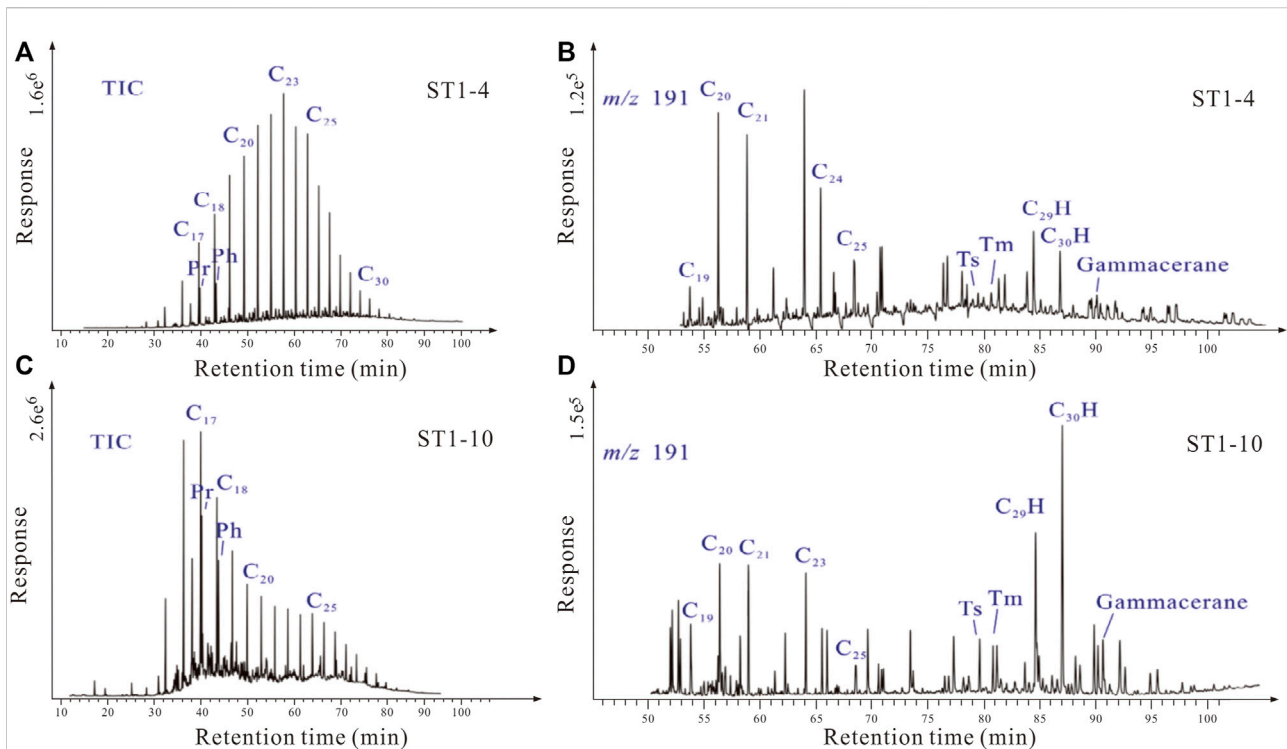 A
TIC
ST1-4
1.6e⁶
Response
C₁₇
Pr
C₁₈
Ph
C₂₀
C₂₃
C₂₅
C₃₀
10 20 30 40 50 60 70 80 90 100
Retention time (min)
B
m/z 191
ST1-4
1.2e⁵
Response
C₁₉
C₂₀
C₂₁
C₂₄
C₂₅
Ts
Tm
C₂₉H
C₃₀H
Gammacerane
50 55 60 65 70 75 80 85 90 95 100
Retention time (min)
C
TIC
ST1-10
2.6e⁶
Response
C₁₇
Pr
C₁₈
Ph
C₂₀
C₂₅
10 20 30 40 50 60 70 80 90 100
Retention time (min)
D
m/z 191
ST1-10
1.5e⁵
Response
C₁₉
C₂₀
C₂₁
C₂₃
C₂₅
Ts
Tm
C₂₉H
C₃₀H
Gammacerane
50 55 60 65 70 75 80 85 90 95 100
Retention time (min)